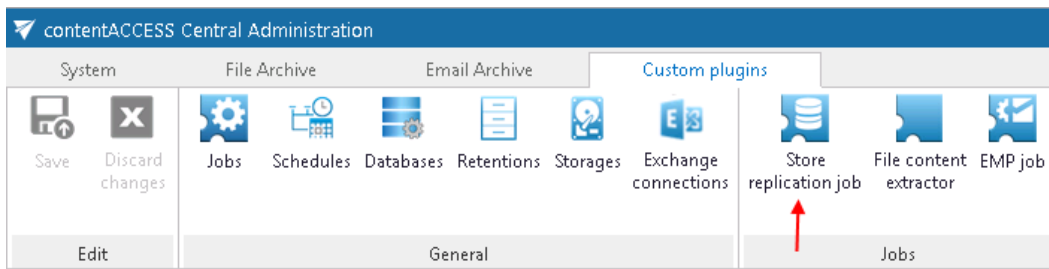 contentACCESS Central Administration
System File Archive Email Archive Custom plugins
Save Discard changes Jobs Schedules Databases Retentions Storages Exchange connections Store replication job File content extractor EMP job
Edit General Jobs